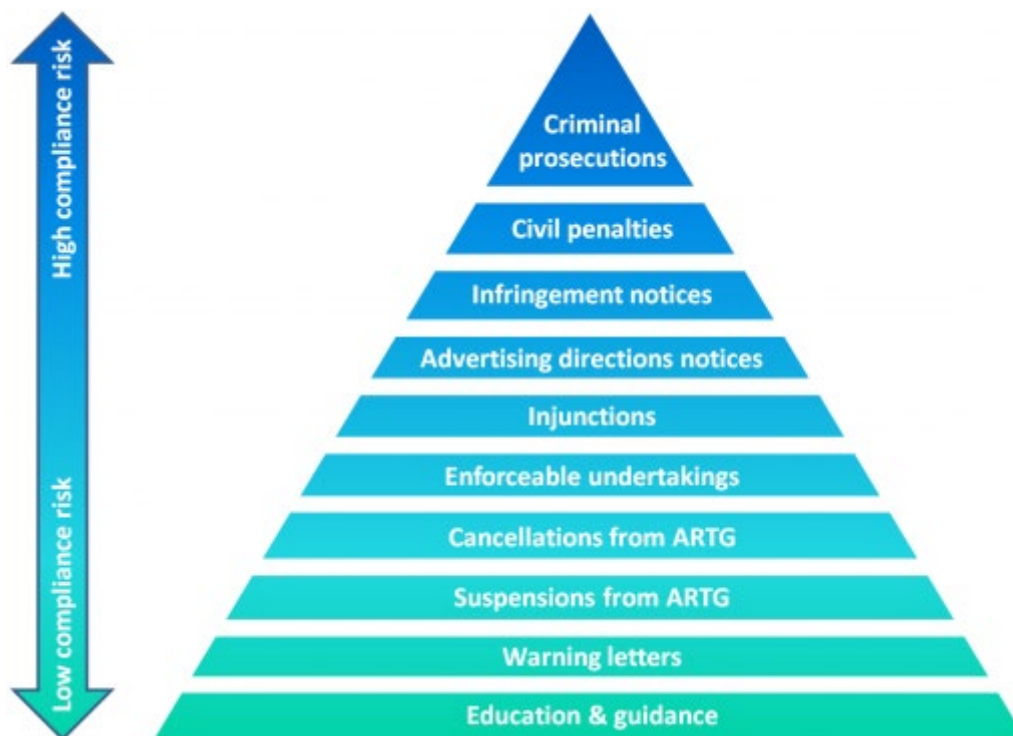 High compliance risk
Low compliance risk
Criminal
prosecutions
Civil penalties
Infringement notices
Advertising directions notices
Injunctions
Enforceable undertakings
Cancellations from ARTG
Suspensions from ARTG
Warning letters
Education & guidance